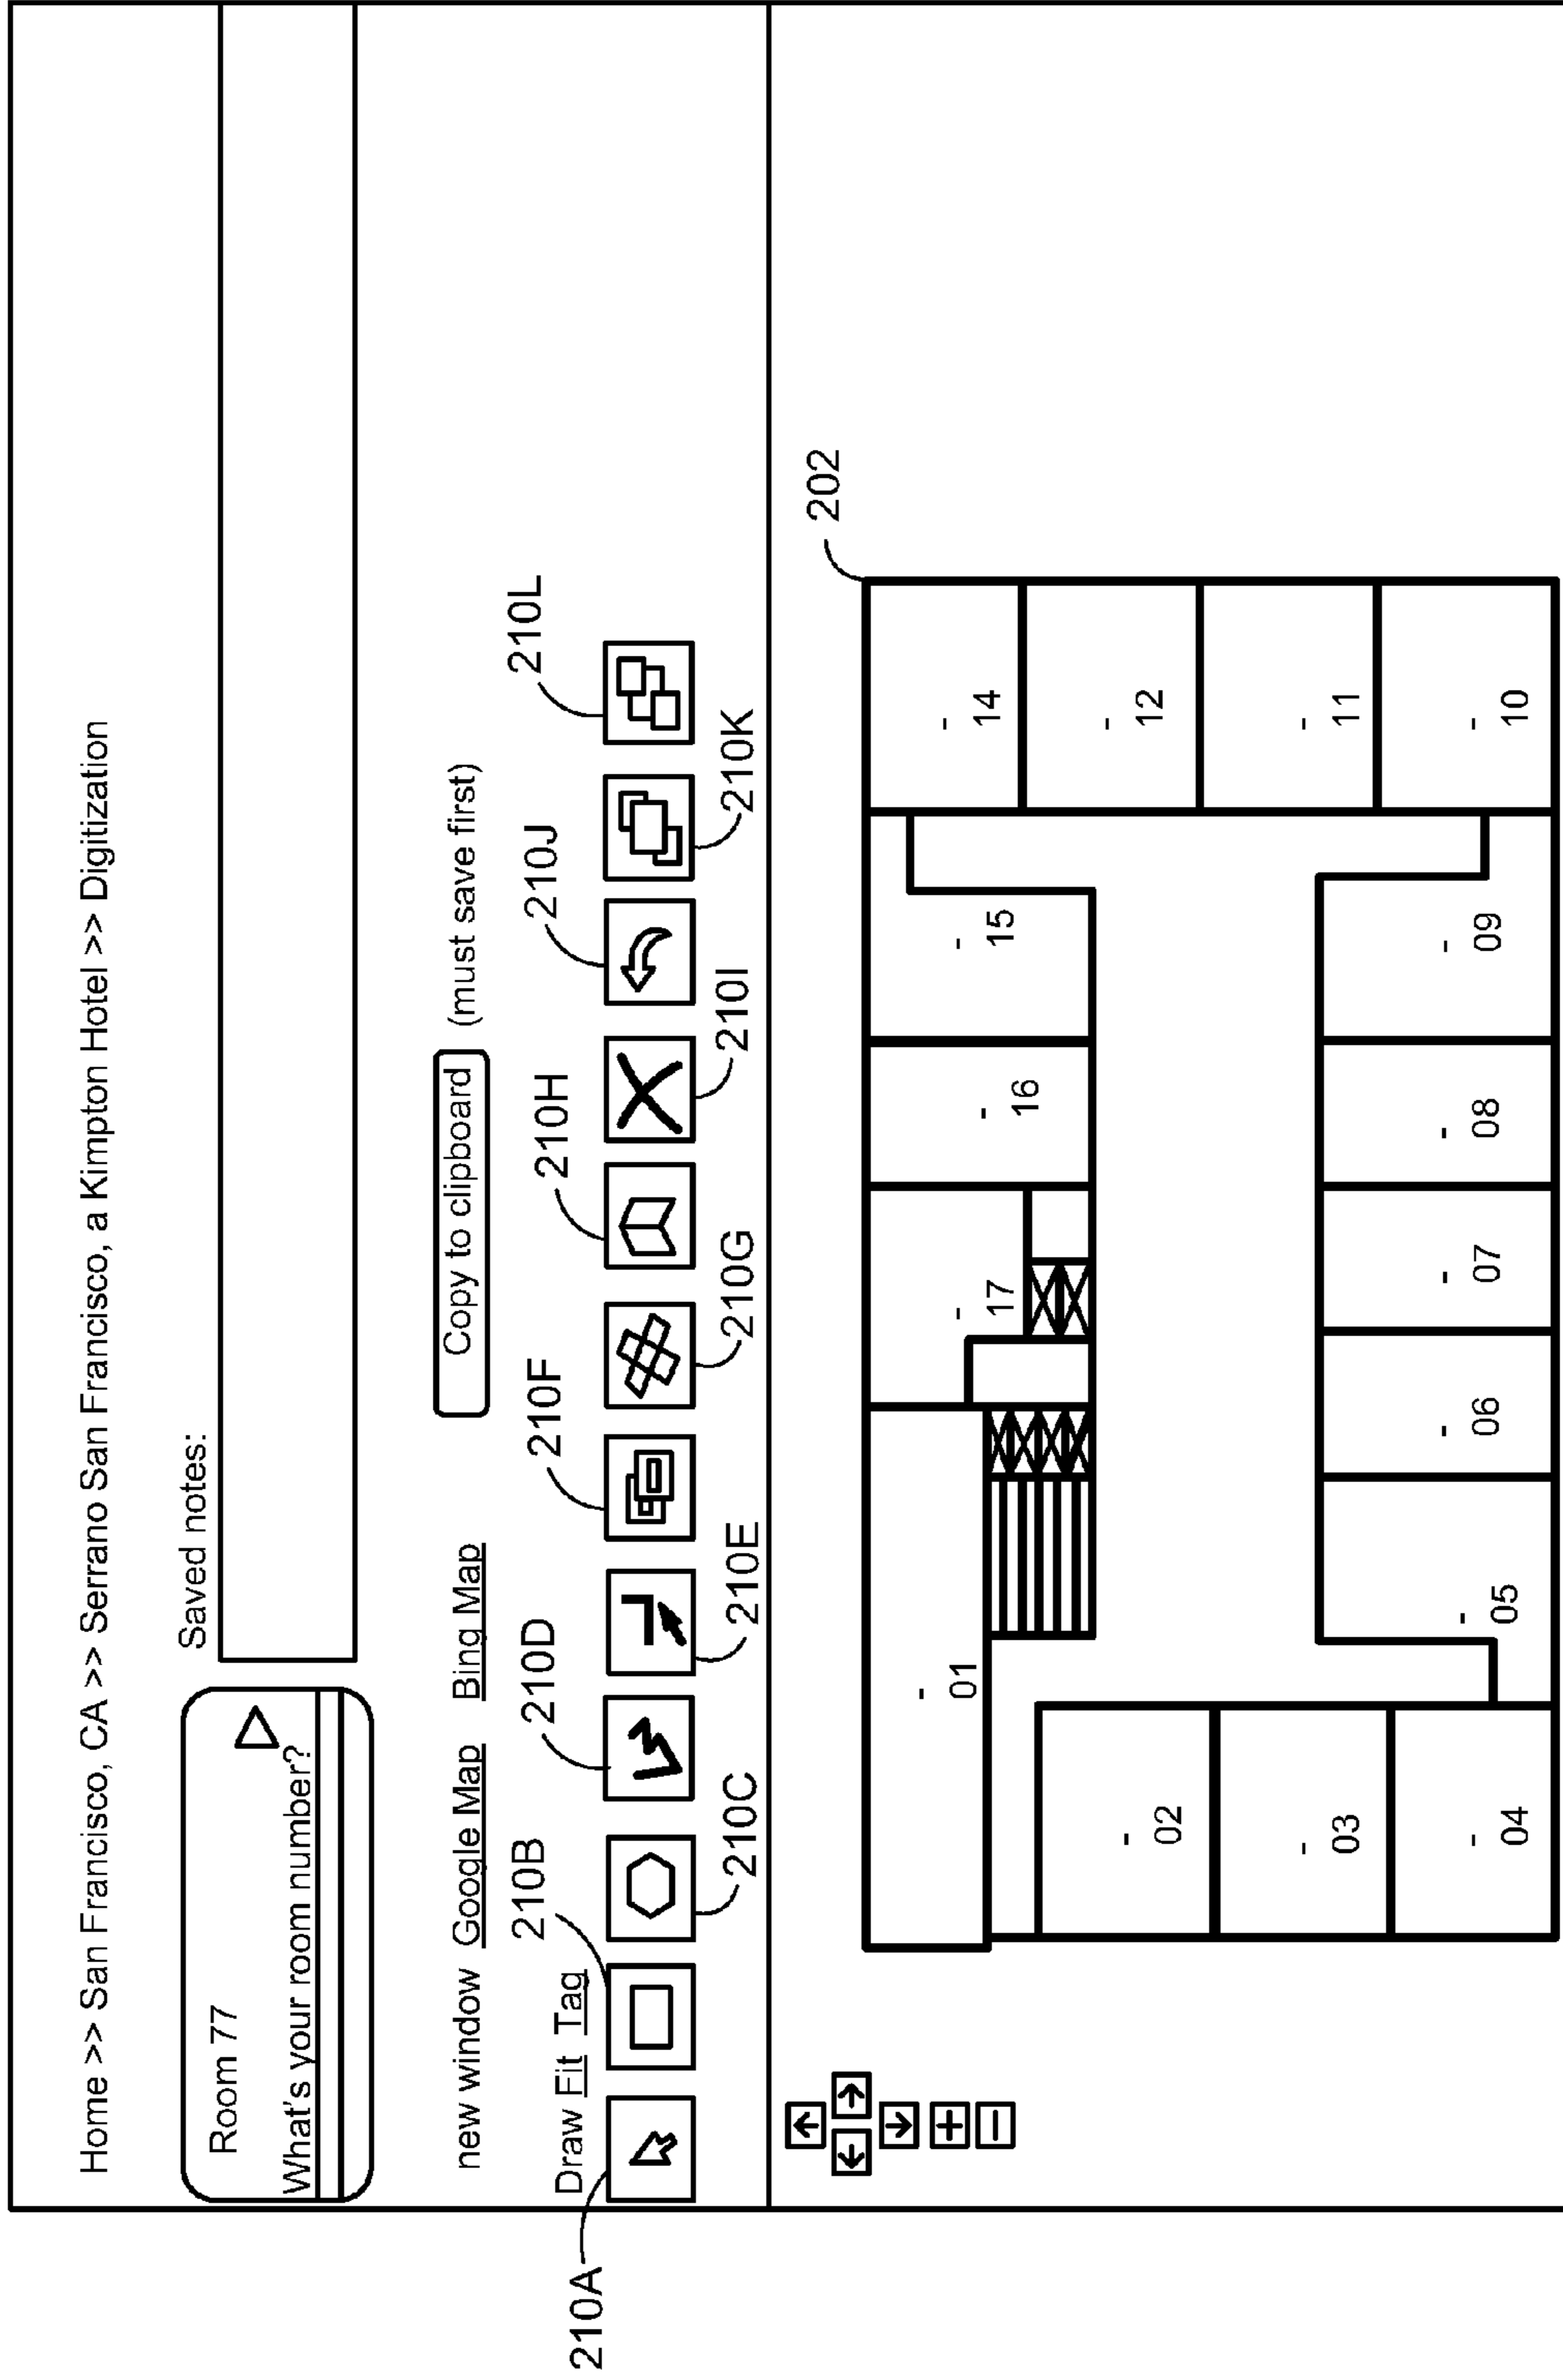 Home >> San Francisco, CA >> Serrano San Francisco, a Kimpton Hotel >> Digitization
Room 77
What's your room number?
Saved notes:
new window Google Map Bing Map
Copy to clipboard (must save first)
Draw Fit Tag
210A
210B
210C
210D
210E
210F
210G
210H
210I
210J
210K
210L
202
- 01
- 17
- 16
- 15
- 14
- 02
- 12
- 03
- 11
- 04
- 05
- 06
- 07
- 08
- 09
- 10